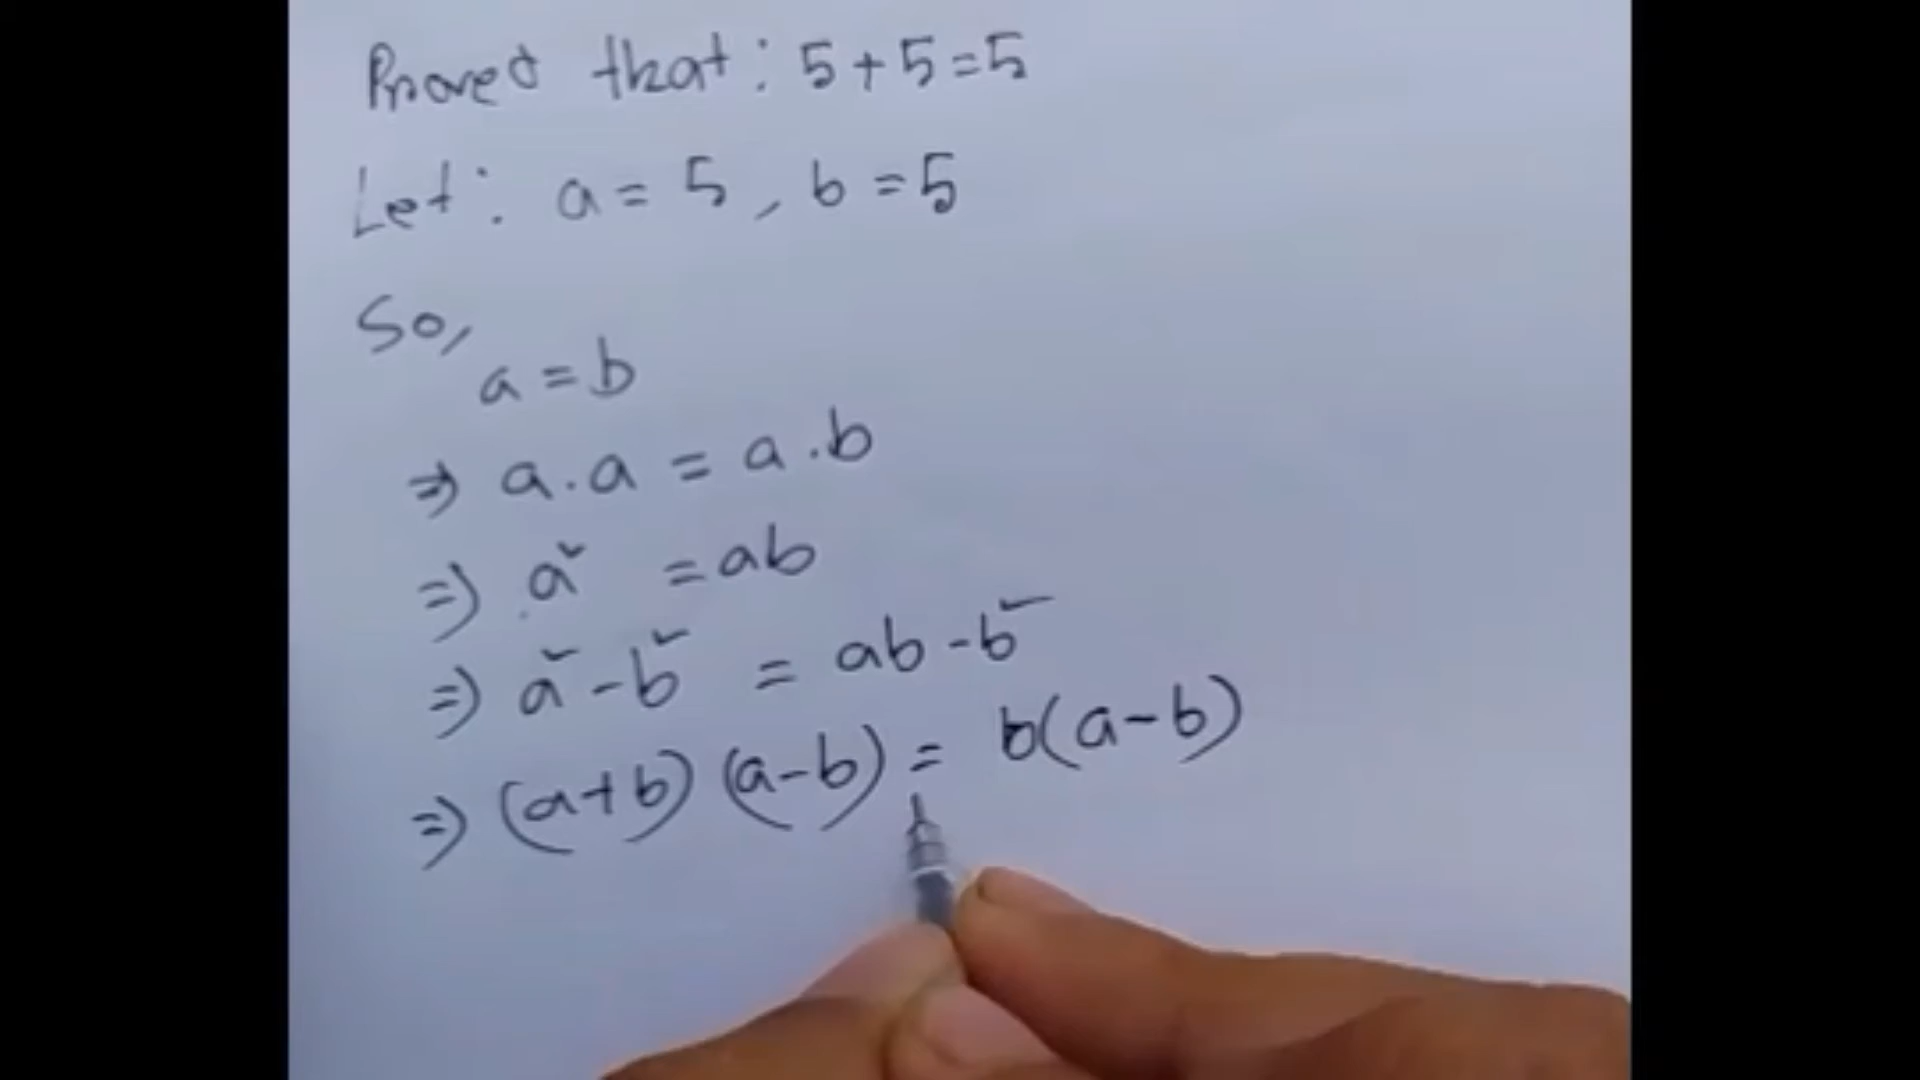 Proved that: 5+5=5
Let: a = 5, b = 5
So,
a = b
⇒ a.a = a.b
⇒ a² = ab
⇒ a² - b² = ab - b²
⇒ (a+b) (a-b) = b(a-b)